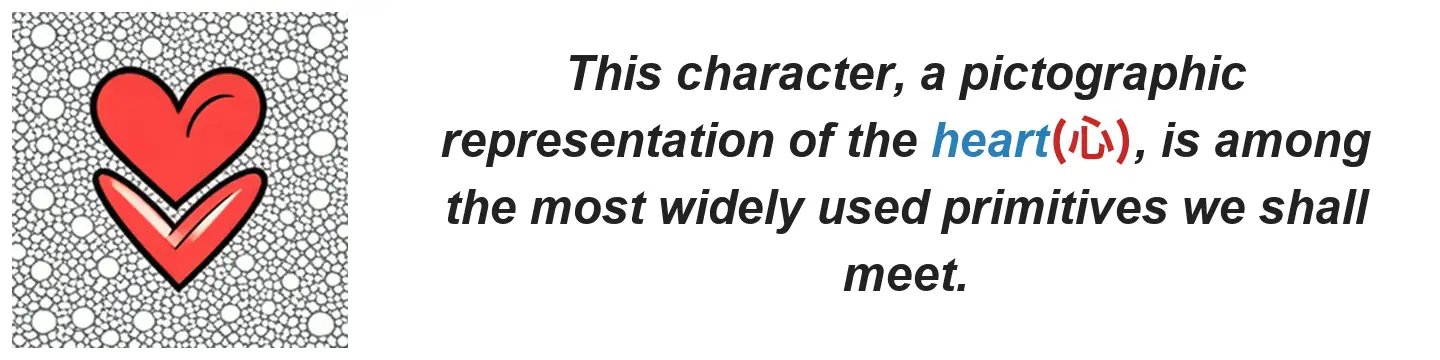 This character, a pictographic
representation of the heart(心), is among
the most widely used primitives we shall
meet.